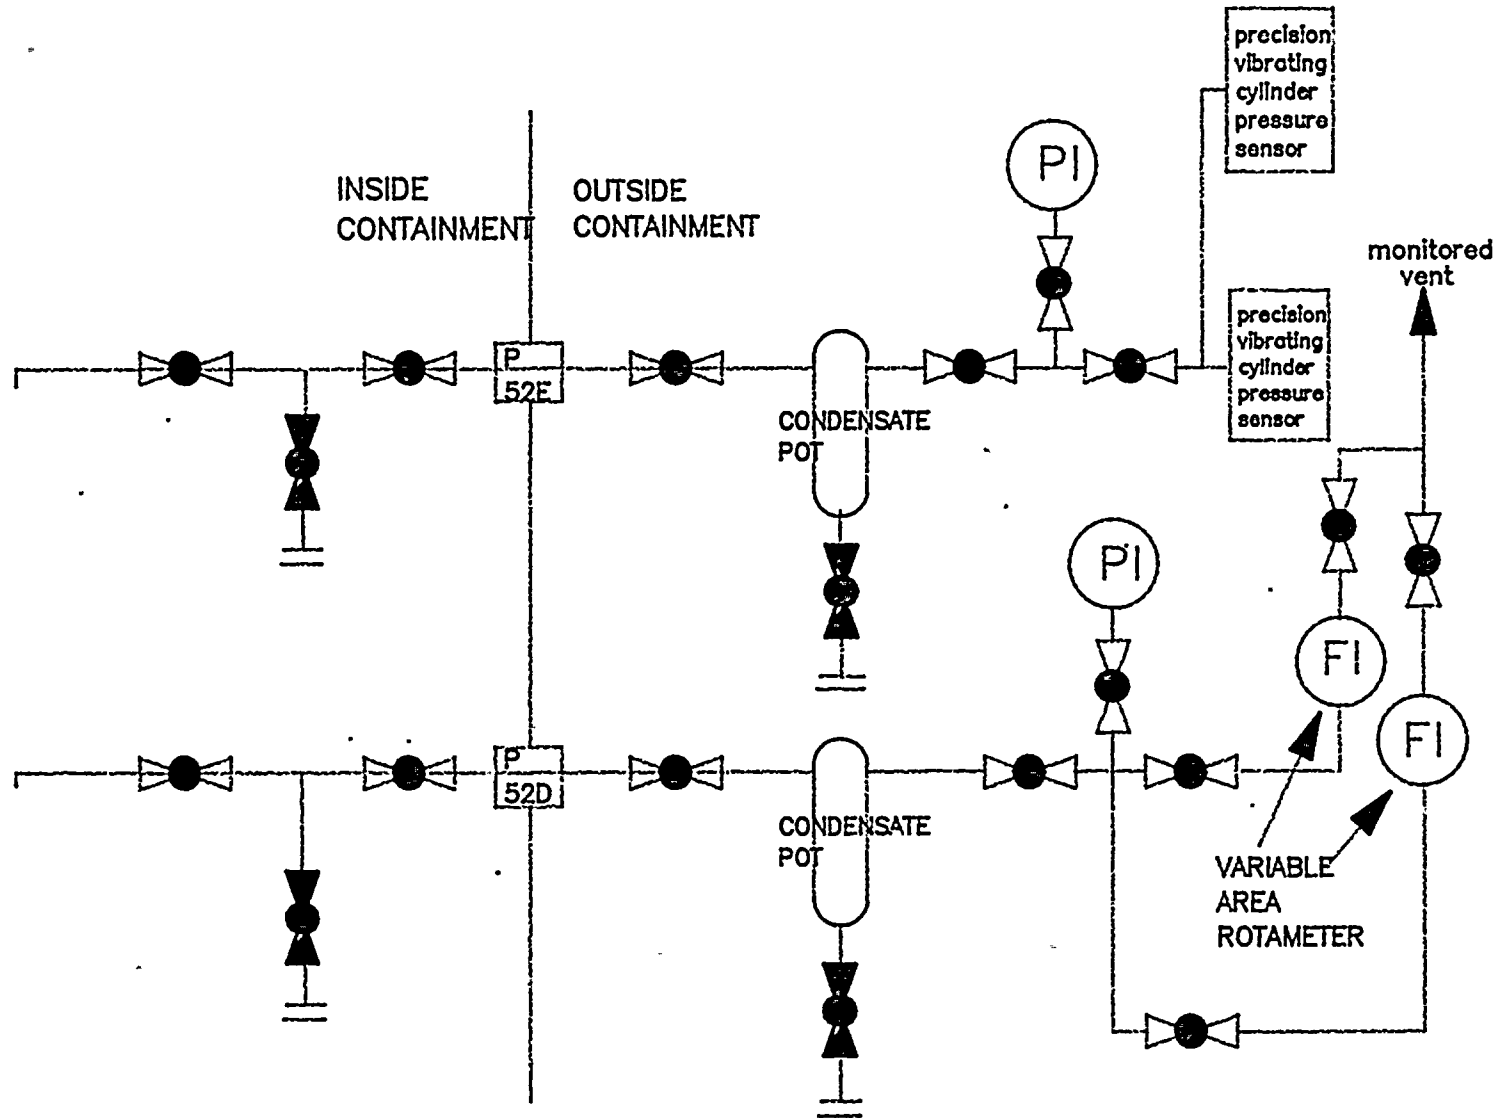 precision
vibrating
cylinder
pressure
sensor
PI
INSIDE
CONTAINMENT
OUTSIDE
CONTAINMENT
monitored
vent
precision
vibrating
cylinder
pressure
sensor
P
52E
CONDENSATE
POT
PI
FI
FI
P
52D
CONDENSATE
POT
VARIABLE
AREA
ROTAMETER